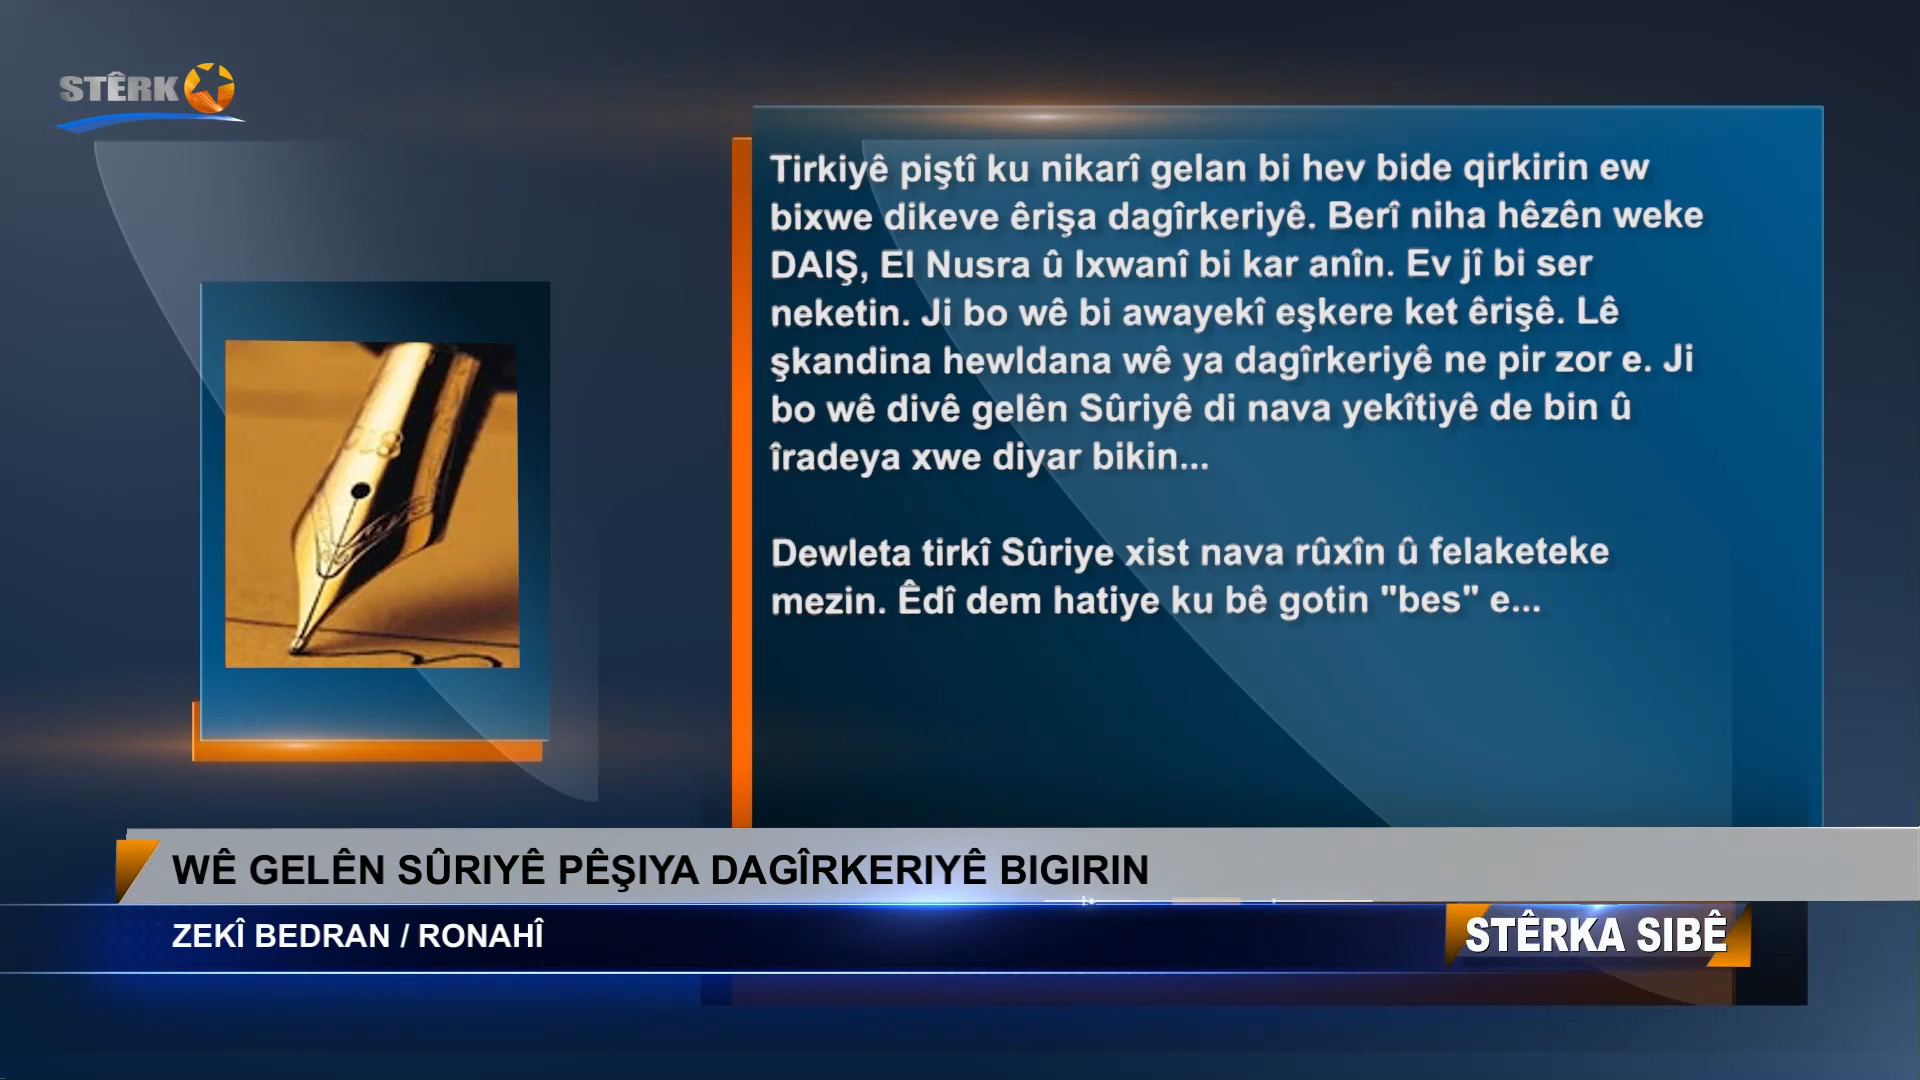 STÊRK
Tirkiyê piştî ku nikarî gelan bi hev bide qirkirin ew
bixwe dikeve êrişa dagîrkeriyê. Berî niha hêzên weke
DAIŞ, El Nusra û Ixwanî bi kar anîn. Ev jî bi ser
neketin. Ji bo wê bi awayekî eşkere ket êrişê. Lê
şkandina hewldana wê ya dagîrkeriyê ne pir zor e. Ji
bo wê divê gelên Sûriyê di nava yekîtiyê de bin û
îradeya xwe diyar bikin...
Dewleta tirkî Sûriye xist nava rûxîn û felaketeke
mezin. Êdî dem hatiye ku bê gotin "bes" e...
WÊ GELÊN SÛRIYÊ PÊŞIYA DAGÎRKERIYÊ BIGIRIN
ZEKÎ BEDRAN / RONAHÎ
STÊRKA SIBÊ